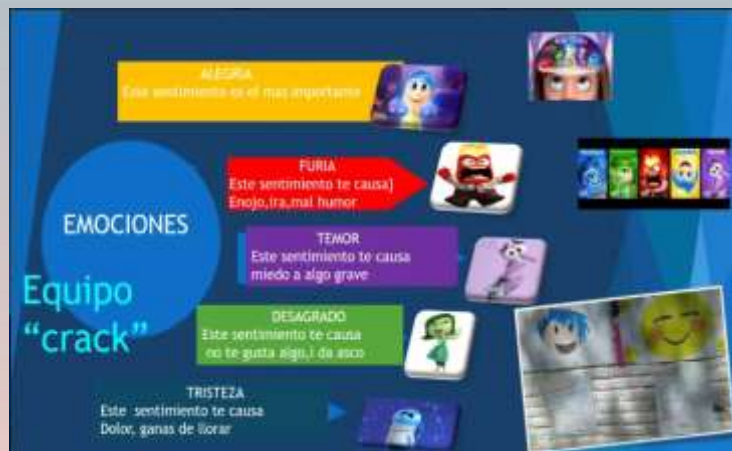 ALEGRIA
Este sentimiento es el mas importante
FURIA
Este sentimiento te causa]
Enojo,ira,mal humor
EMOCIONES
TEMOR
Este sentimiento te causa
miedo a algo grave
Equipo
“crack”
DESAGRADO
Este sentimiento te causa
no te gusta algo,i da asco
TRISTEZA
Este sentimiento te causa
Dolor, ganas de llorar